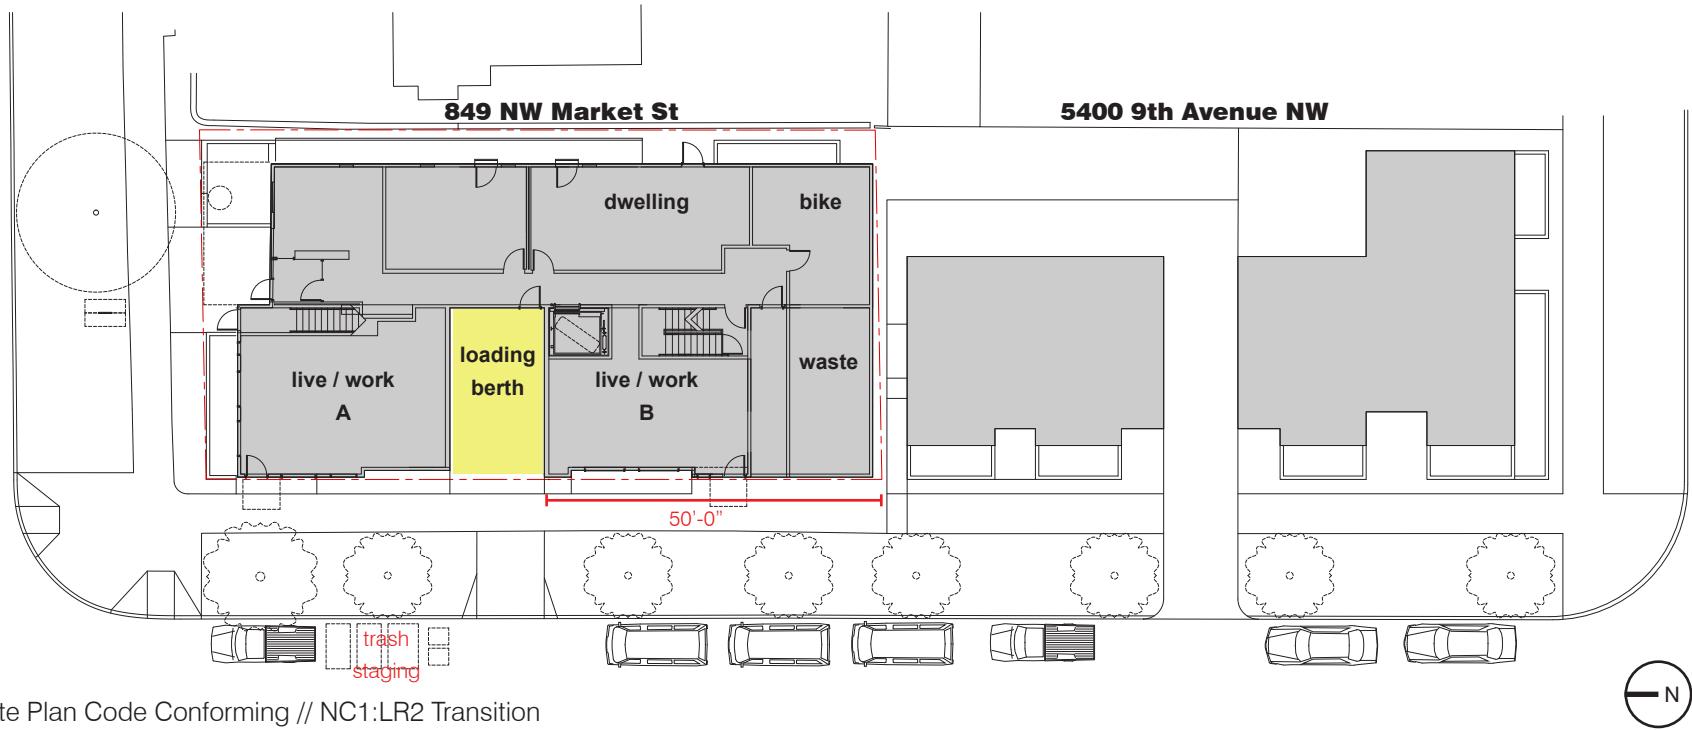 849 NW Market St
5400 9th Avenue NW
dwelling
bike
loading
berth
live / work
A
live / work
B
waste
50'-0”
trash
staging
N
te Plan Code Conforming // NC1:LR2 Transition